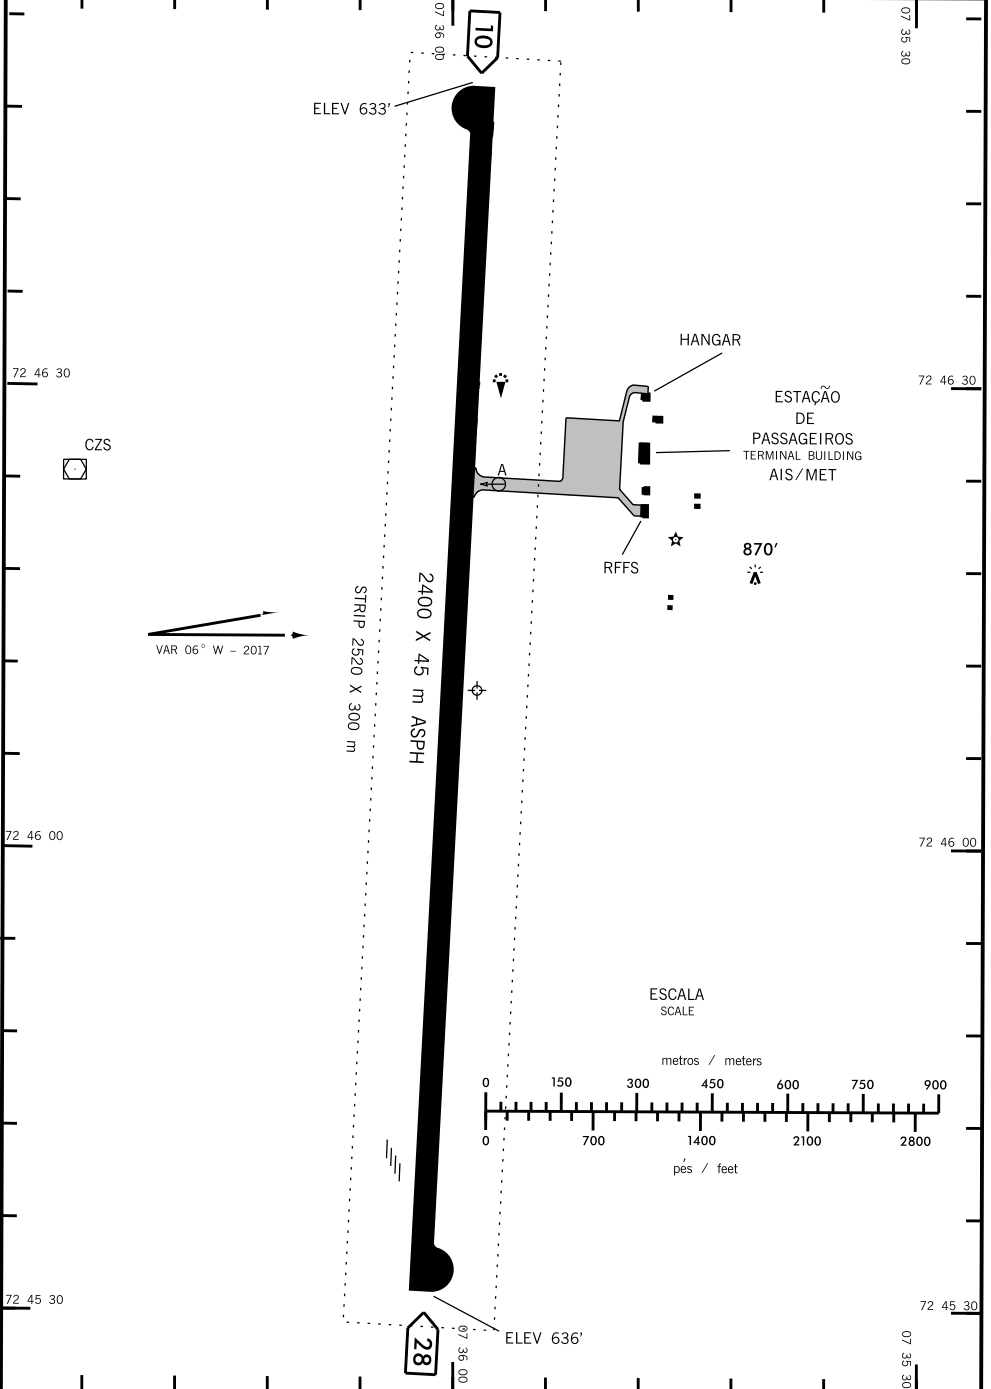 07 36 00
10
07 35 30
ELEV 633'
HANGAR
72 46 30
72 46 30
ESTAÇÃO
DE
PASSAGEIROS
TERMINAL BUILDING
AIS/MET
CZS
A
870'
RFFS
2400 X 45 m ASPH
STRIP 2520 X 300 m
VAR 06° W - 2017
72 46 00
72 46 00
ESCALA
SCALE
metros / meters
0 150 300 450 600 750 900
0 700 1400 2100 2800
pés / feet
72 45 30
72 45 30
ELEV 636'
28
07 36 00
07 35 30